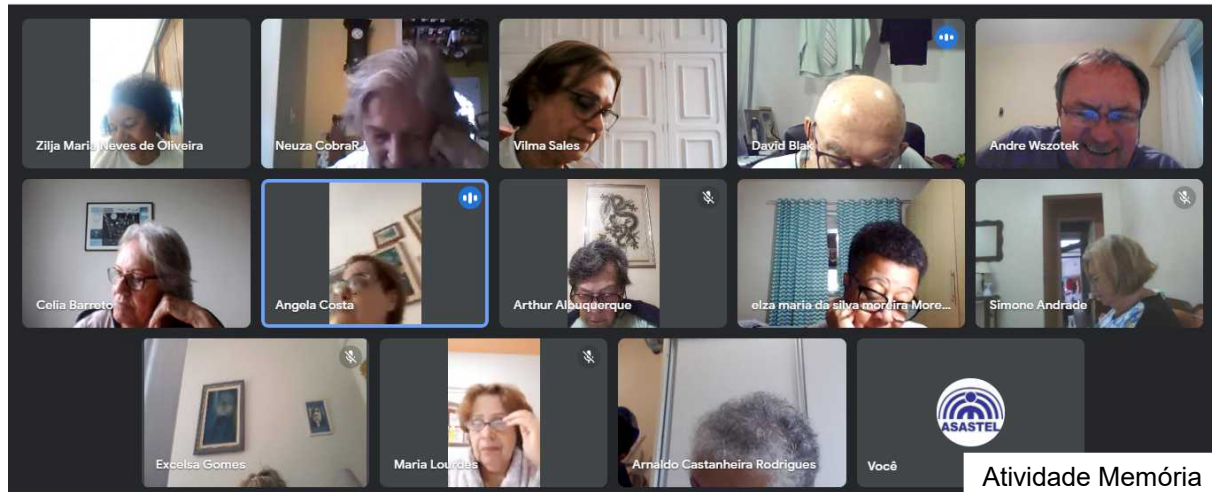 Zilja Maria Neves de Oliveira
Neuza CobraR
Vilma Sales
David Blak
Andre Wszotek
Celia Barreto
Angela Costa
Arthur Albuquerque
elza maria da silva moreira More...
Simone Andrade
Excelsa Gomes
Maria Lourdes
Arnaldo Castanheira Rodrigues
ASASTEL
Você
Atividade Memória